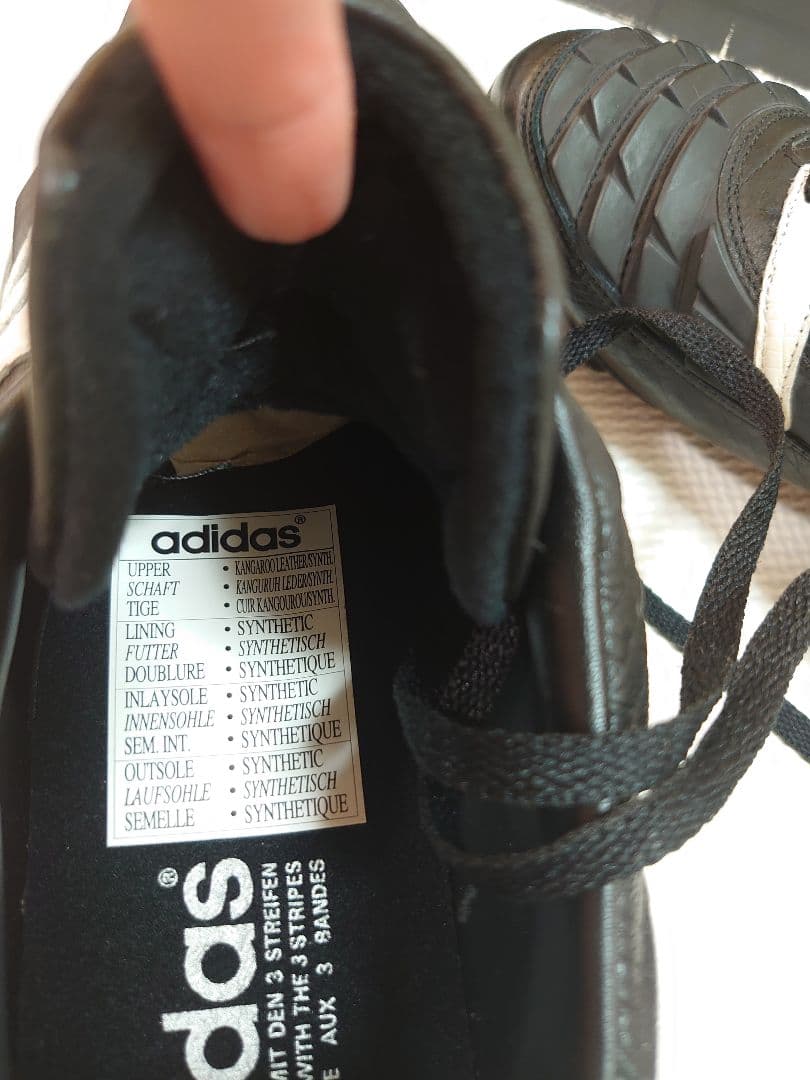 adidas®
UPPER • KANGAROO LEATHER/SYNTH.
SCHAFT • KANGURUH LEDER/SYNTH.
TIGE • CUIR KANGOUROU/SYNTH.
LINING • SYNTHETIC
FUTTER • SYNTHETISCH
DOUBLURE • SYNTHETIQUE
INLAYSOLE • SYNTHETIC
INNENSOHLE • SYNTHETISCH
SEM. INT. • SYNTHETIQUE
OUTSOLE • SYNTHETIC
LAUFSOHLE • SYNTHETISCH
SEMELLE • SYNTHETIQUE
das®
MIT DEN 3 STREIFEN
WITH THE 3 STRIPES
E AUX 3 BANDES